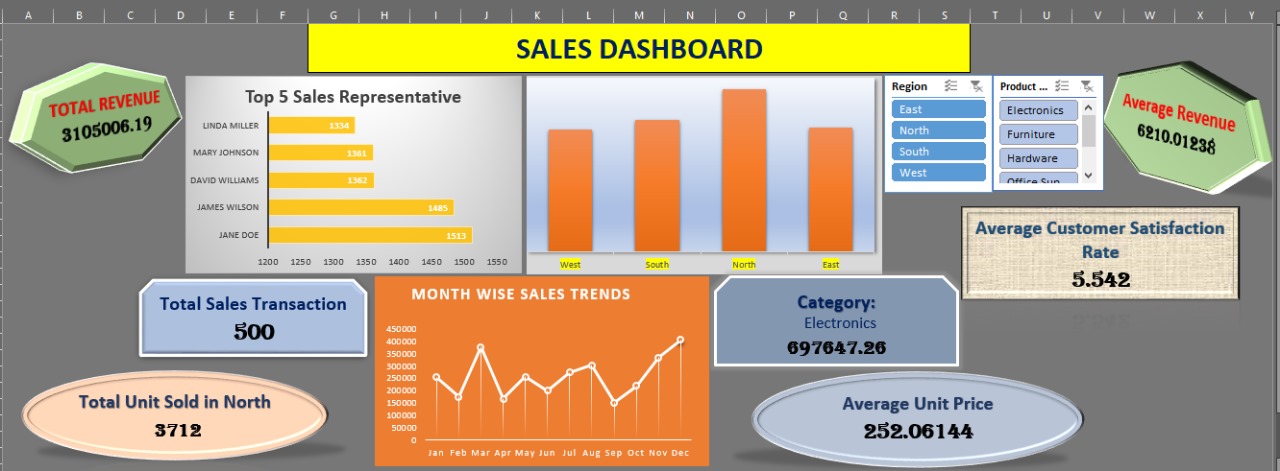 A B C D E F G H I J K L M N O P Q R S T U V W X Y
SALES DASHBOARD
TOTAL REVENUE
3105006.19
Top 5 Sales Representative
LINDA MILLER 1334
MARY JOHNSON 1361
DAVID WILLIAMS 1362
JAMES WILSON 1485
JANE DOE 1513
1200 1250 1300 1350 1400 1450 1500 1550
West South North East
Region
East
North
South
West
Product ...
Electronics
Furniture
Hardware
Office Sup
Average Revenue
6210.01238
Average Customer Satisfaction
Rate
5.542
Total Sales Transaction
500
MONTH WISE SALES TRENDS
450000
400000
350000
300000
250000
200000
150000
100000
50000
0
Jan Feb Mar Apr May Jun Jul Aug Sep Oct Nov Dec
Category:
Electronics
697647.26
Total Unit Sold in North
3712
Average Unit Price
252.06144